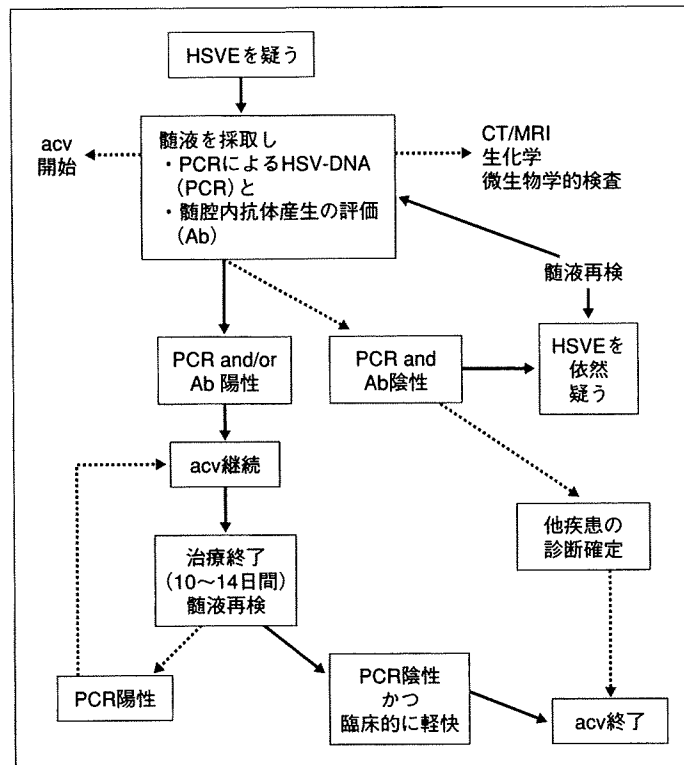 HSVEを疑う
acv
開始
髄液を採取し
・PCRによるHSV-DNA
(PCR)と
・髄腔内抗体産生の評価
(Ab)
CT/MRI
生化学
微生物学的検査
髄液再検
PCR and/or
Ab 陽性
PCR and
Ab陰性
HSVEを
依然
疑う
acv継続
他疾患の
診断確定
治療終了
(10〜14日間)
髄液再検
PCR陽性
PCR陰性
かつ
臨床的に軽快
acv終了